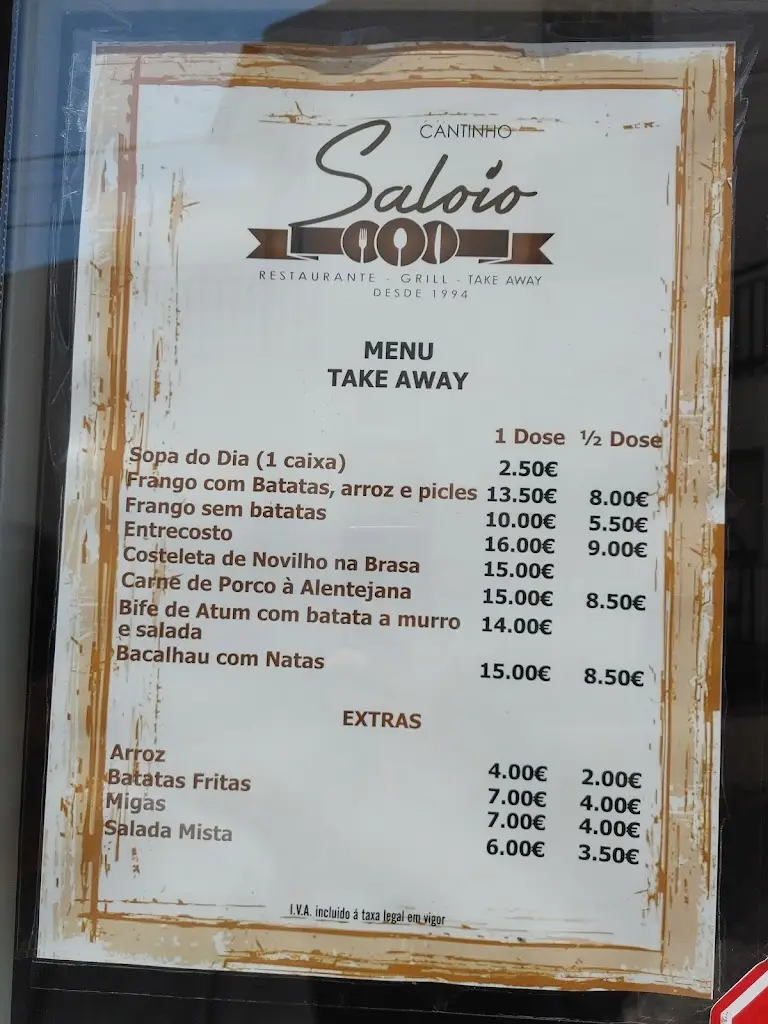 CANTINHO
Saloio
RESTAURANTE - GRILL - TAKE AWAY
DESDE 1994
MENU
TAKE AWAY
1 Dose ½ Dose
Sopa do Dia (1 caixa) 2.50€
Frango com Batatas, arroz e picles 13.50€ 8.00€
Frango sem batatas 10.00€ 5.50€
Entrecosto 16.00€ 9.00€
Costeleta de Novilho na Brasa 15.00€
Carne de Porco à Alentejana 15.00€ 8.50€
Bife de Atum com batata a murro 14.00€
e salada
Bacalhau com Natas 15.00€ 8.50€
EXTRAS
Arroz 4.00€ 2.00€
Batatas Fritas 7.00€ 4.00€
Migas 7.00€ 4.00€
Salada Mista 6.00€ 3.50€
I.V.A. incluido á taxa legal em vigor